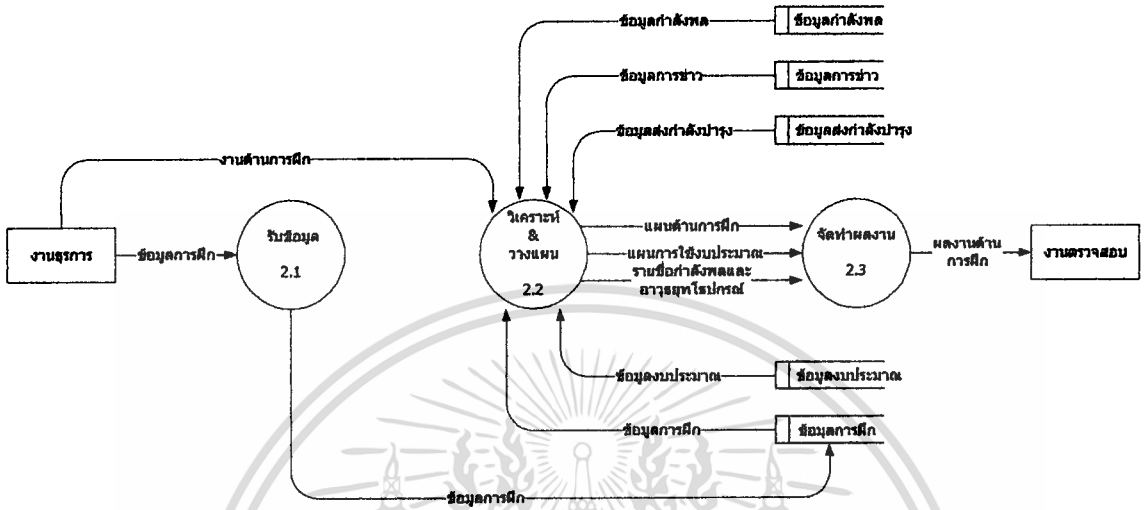 ข้อมูลกำลังพล
ข้อมูลกำลังพล
ข้อมูลการข่าว
ข้อมูลการข่าว
ข้อมูลส่งกำลังบำรุง
ข้อมูลส่งกำลังบำรุง
งานด้านการฝึก
งานธุรการ
ข้อมูลการฝึก
รับข้อมูล
2.1
วิเคราะห์
&
วางแผน
2.2
แผนด้านการฝึก
แผนการใช้งบประมาณ
รายชื่อกำลังพลและ
อาวุธยุทโธปกรณ์
จัดทำผลงาน
2.3
ผลงานด้าน
การฝึก
งานตรวจสอบ
ข้อมูลงบประมาณ
ข้อมูลงบประมาณ
ข้อมูลการฝึก
ข้อมูลการฝึก
ข้อมูลการฝึก